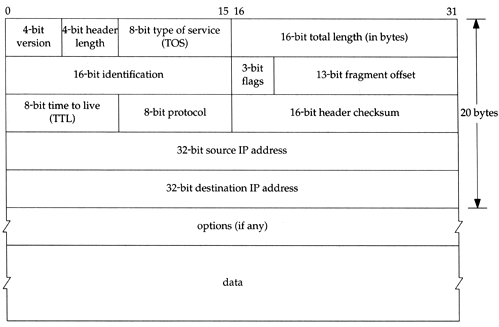 0 15 16 31
4-bit version 4-bit header length 8-bit type of service (TOS) 16-bit total length (in bytes)
16-bit identification 3-bit flags 13-bit fragment offset
8-bit time to live (TTL) 8-bit protocol 16-bit header checksum
20 bytes
32-bit source IP address
32-bit destination IP address
options (if any)
data